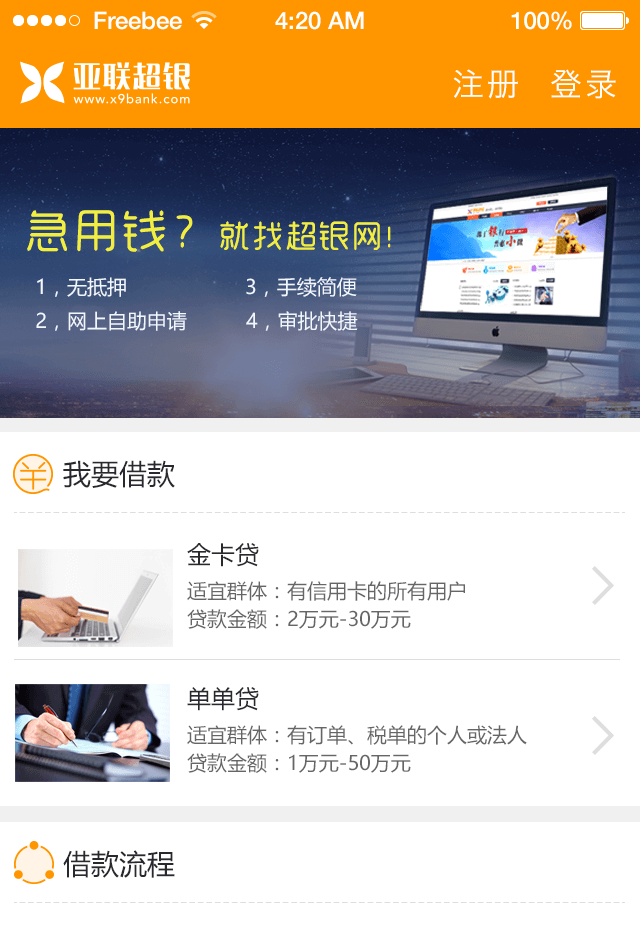 Freebee 4:20 AM 100%
亚联超银
www.x9bank.com
注册 登录
急用钱？就找超银网！
1，无抵押 3，手续简便
2，网上自助申请 4，审批快捷
我要借款
金卡贷
适宜群体：有信用卡的所有用户
贷款金额：2万元-30万元
单单贷
适宜群体：有订单、税单的个人或法人
贷款金额：1万元-50万元
借款流程